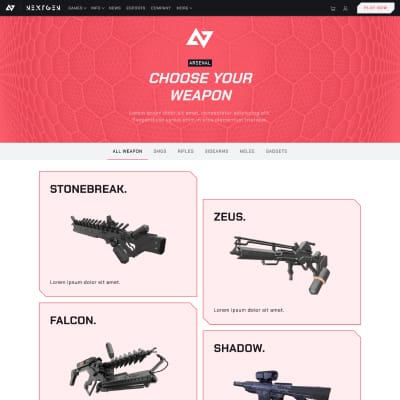 NEXTGEN GAMES INFO NEWS ESPORTS COMPANY MORE PLAY NOW
ARSENAL
CHOOSE YOUR
WEAPON
Lorem ipsum dolor sit amet, consectetur adipiscing elit.
Suspendisse varius enim in eros elementum tristique.
ALL WEAPON SMGS RIFLES SIDEARMS MELES GADGETS
STONEBREAK.
Lorem ipsum dolor sit amet.
ZEUS.
Lorem ipsum dolor sit amet.
FALCON.
SHADOW.